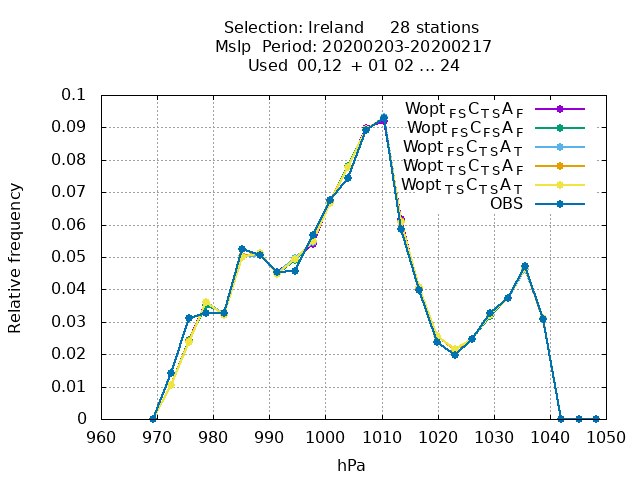 Selection: Ireland 28 stations
Mslp Period: 20200203-20200217
Used 00,12 + 01 02 ... 24
0.1
0.09
0.08
0.07
0.06
0.05
0.04
0.03
0.02
0.01
0
Relative frequency
Wopt FS C TS A F
Wopt FS C FS A F
Wopt FS C TS A T
Wopt TS C TS A F
Wopt TS C TS A T
OBS
960 970 980 990 1000 1010 1020 1030 1040 1050
hPa